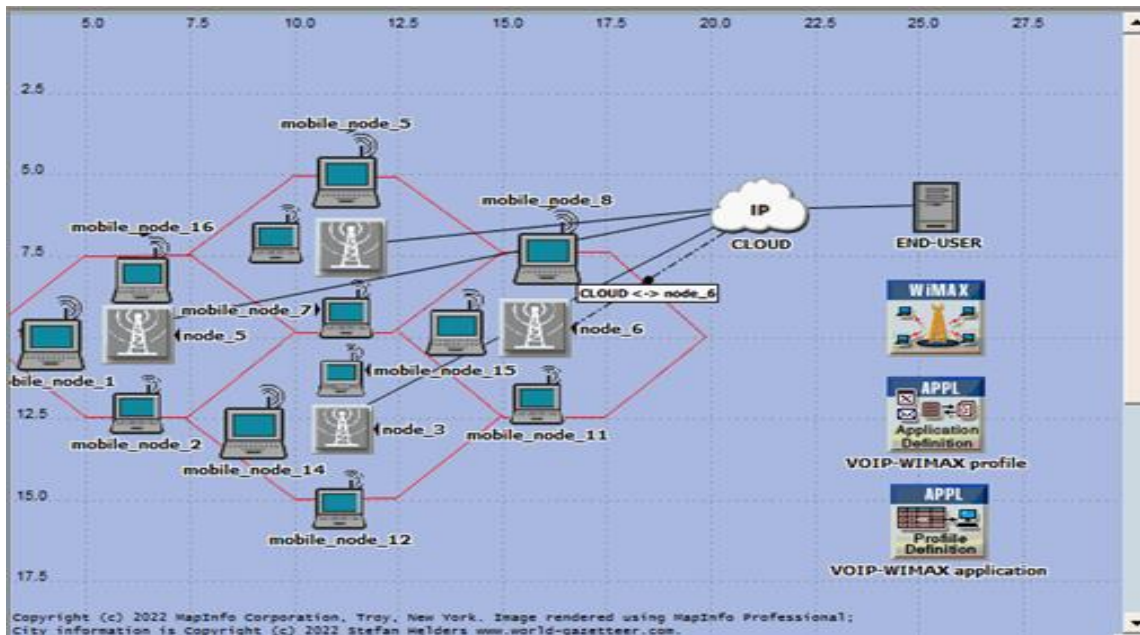 5.0 7.5 10.0 12.5 15.0 17.5 20.0 22.5 25.0 27.5
2.5
mobile_node_5
5.0
mobile_node_8
mobile_node_16
IP
CLOUD
END-USER
7.5
WiMAX
CLOUD <-> node_6
mobile_node_7
node_5
node_6
mobile_node_1
mobile_node_15
APPL
Application
Definition
12.5
node_3
mobile_node_2
mobile_node_11
VOIP-WIMAX profile
mobile_node_14
APPL
15.0
Profile
Definition
mobile_node_12
VOIP-WIMAX application
17.5
Copyright (c) 2022 MapInfo Corporation, Troy, New York. Image rendered using MapInfo Professional;
City information is Copyright (c) 2022 Stefan Helders www.world-gazetteer.com.